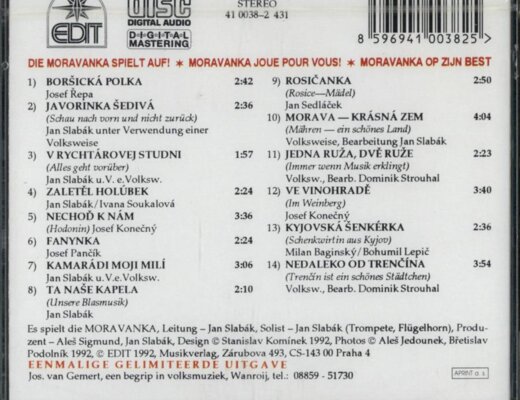 STEREO
41 0038-2 431
EDIT
DISC
DIGITAL AUDIO
DIGITAL
MASTERING
8 596941 003825
DIE MORAVANKA SPIELT AUF! ✶ MORAVANKA JOUE POUR VOUS! ✶ MORAVANKA OP ZIJN BEST
1) BORŠICKÁ POLKA 2:42
Josef Řepa
2) JAVORINKA ŠEDIVÁ 2:36
(Schau nach vorn und nicht zurück)
Jan Slabák unter Verwendung einer
Volksweise
3) V RYCHTÁROVEJ STUDNI 1:57
(Alles geht vorüber)
Jan Slabák u.V. e.Volksw.
4) ZALETĚL HOLÚBEK 2:24
Jan Slabák/Ivana Soukalová
5) NECHOĎ K NÁM 3:36
(Hodonin) Josef Konečný
6) FANYNKA 2:24
Josef Pančík
7) KAMARÁDI MOJI MILÍ 3:06
Jan Slabák u.V.e.Volksw.
8) TA NAŠE KAPELA 2:10
(Unsere Blasmusik)
Jan Slabák
9) ROSIČANKA 2:50
(Rosice—Mädel)
Jan Sedláček
10) MORAVA — KRÁSNÁ ZEM 4:04
(Mähren — ein schönes Land)
Volksweise, Bearbeitung Jan Slabák
11) JEDNA RUŽA, DVĚ RUŽE 2:23
(Immer wenn Musik erklingt)
Volksw., Bearb. Dominik Strouhal
12) VE VINOHRADĚ 3:40
(Im Weinberg)
Josef Konečný
13) KYJOVSKÁ ŠENKÉRKA 2:36
(Schenkwirtin aus Kyjov)
Milan Baginský/Bohumil Lepič
14) NEDALEKO OD TRENČÍNA 3:54
(Trenčín ist ein schönes Städtchen)
Volksw., Bearb. Dominik Strouhal
Es spielt die MORAVANKA, Leitung – Jan Slabák, Solist – Jan Slabák (Trompete, Flügelhorn), Produ-
zent – Aleš Sigmund, Jan Slabák, Design © Stanislav Komínek 1992, Photos © Aleš Jedounek, Břetislav
Podolník 1992, © EDIT 1992, Musikverlag, Zárubova 493, CS-143 00 Praha 4
EENMALIGE GELIMITEERDE UITGAVE
Jos. van Gemert, een begrip in volksmuziek, Wanroij, tel: 08859 - 51730
APRINT a. s.